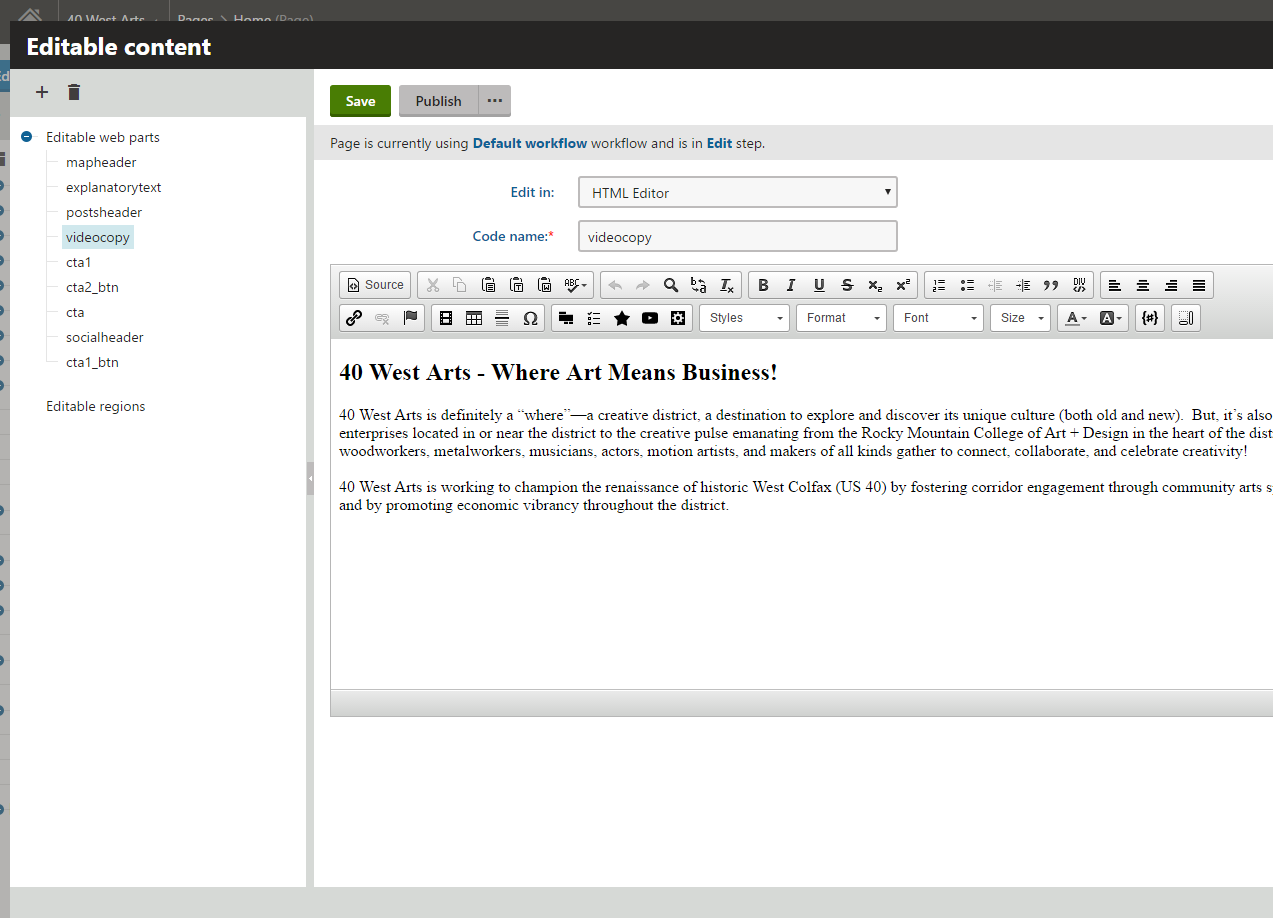 40 West Arts Pages > Home (Page)
Editable content
Save
Publish
Page is currently using Default workflow workflow and is in Edit step.
Editable web parts
mapheader
explanatorytext
postsheader
videocopy
cta1
cta2_btn
cta
socialheader
cta1_btn
Editable regions
Edit in: HTML Editor
Code name:* videocopy
Source ABC B I U S x₂ x² DIV
Ω Styles Format Font Size A A {#}
40 West Arts - Where Art Means Business!
40 West Arts is definitely a “where”—a creative district, a destination to explore and discover its unique culture (both old and new). But, it’s also
enterprises located in or near the district to the creative pulse emanating from the Rocky Mountain College of Art + Design in the heart of the dist
woodworkers, metalworkers, musicians, actors, motion artists, and makers of all kinds gather to connect, collaborate, and celebrate creativity!
40 West Arts is working to champion the renaissance of historic West Colfax (US 40) by fostering corridor engagement through community arts s
and by promoting economic vibrancy throughout the district.